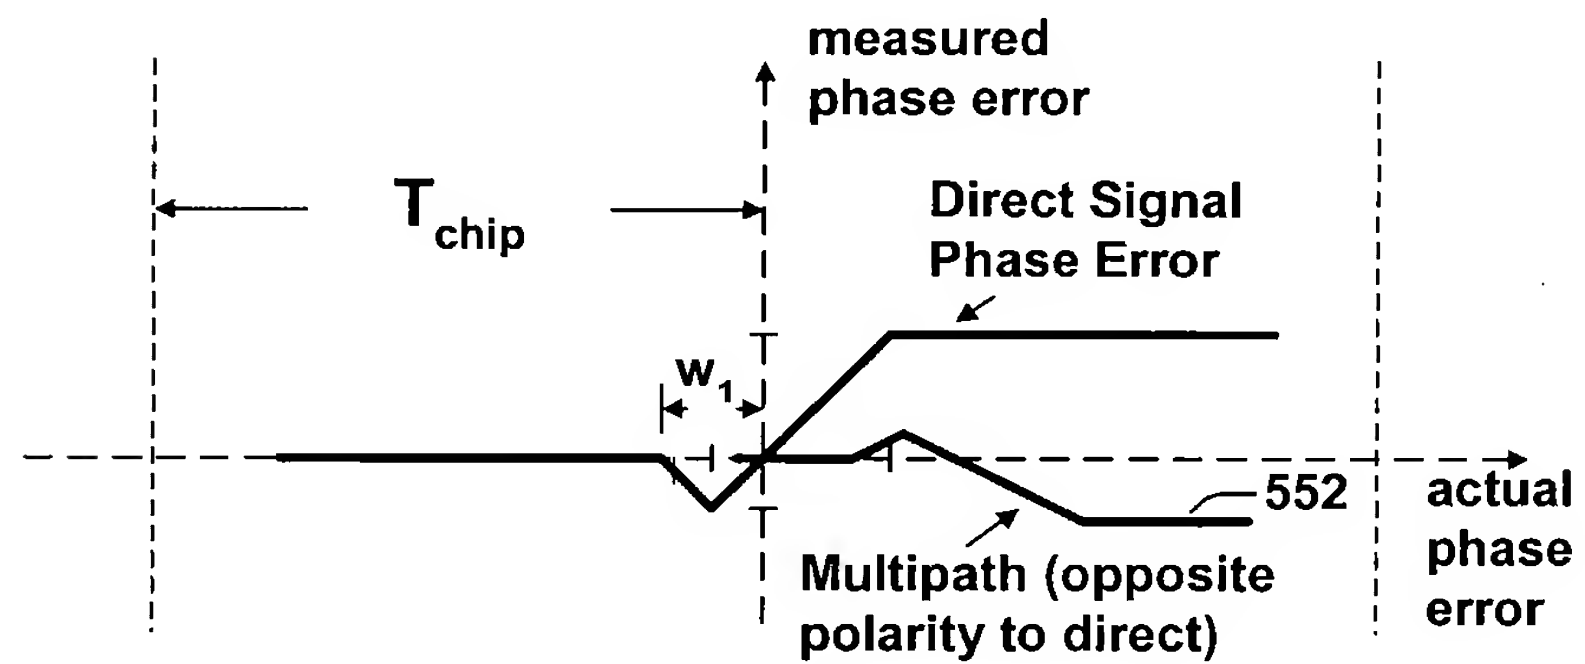 measured
phase error
T chip
Direct Signal
Phase Error
w 1
552
actual
phase
error
Multipath (opposite
polarity to direct)